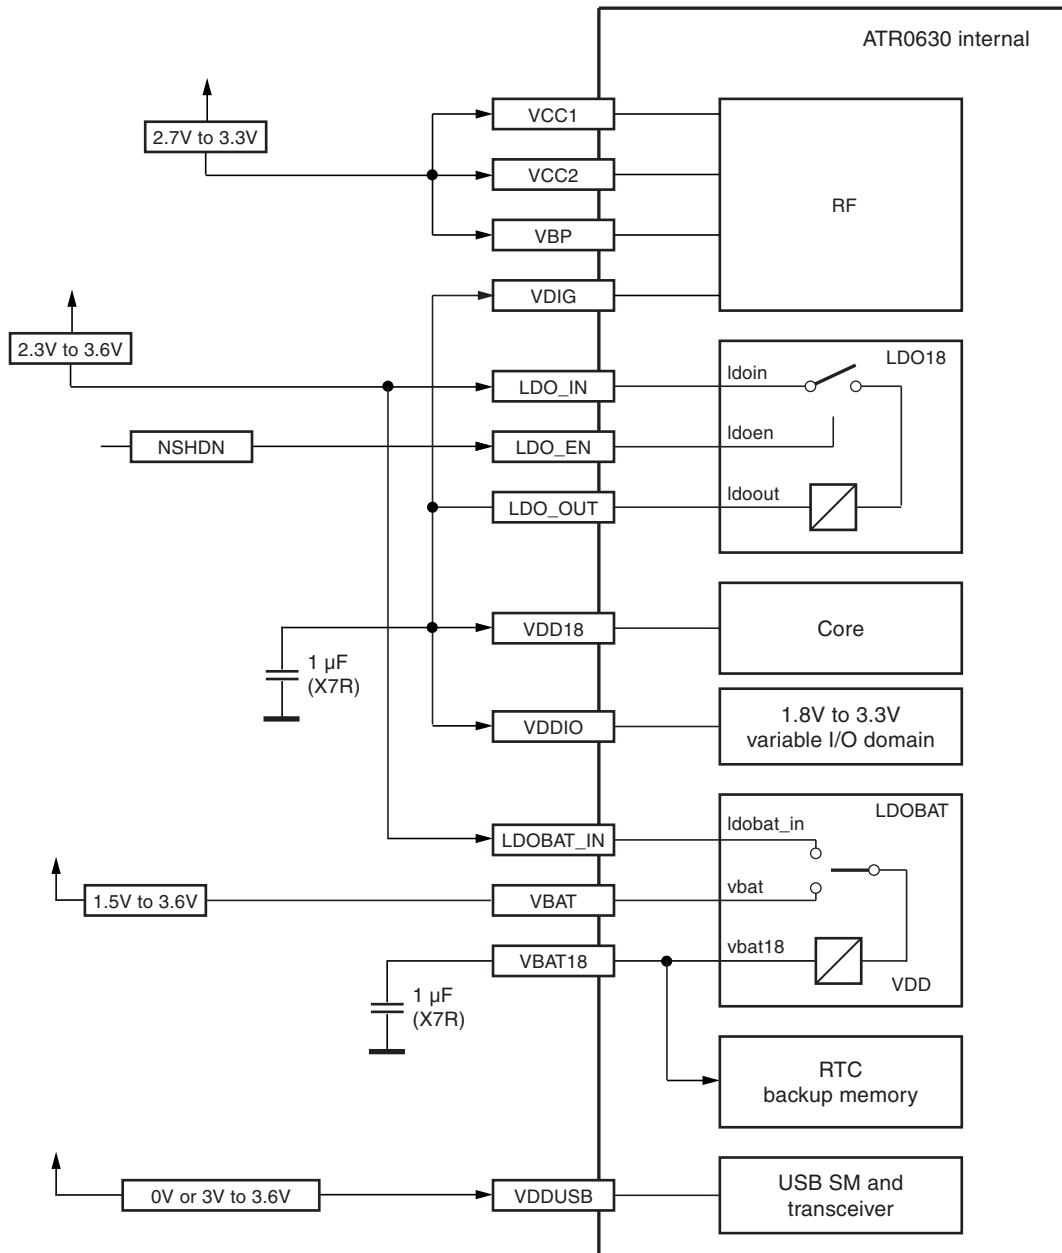 ATR0630 internal
2.7V to 3.3V
VCC1
VCC2
VBP
VDIG
RF
2.3V to 3.6V
LDO_IN
NSHDN
LDO_EN
LDO_OUT
LDO18
ldoin
ldoen
ldoout
VDD18
Core
1 µF
(X7R)
VDDIO
1.8V to 3.3V
variable I/O domain
LDOBAT_IN
LDOBAT
ldobat_in
1.5V to 3.6V
VBAT
vbat
VBAT18
vbat18
VDD
1 µF
(X7R)
RTC
backup memory
0V or 3V to 3.6V
VDDUSB
USB SM and
transceiver